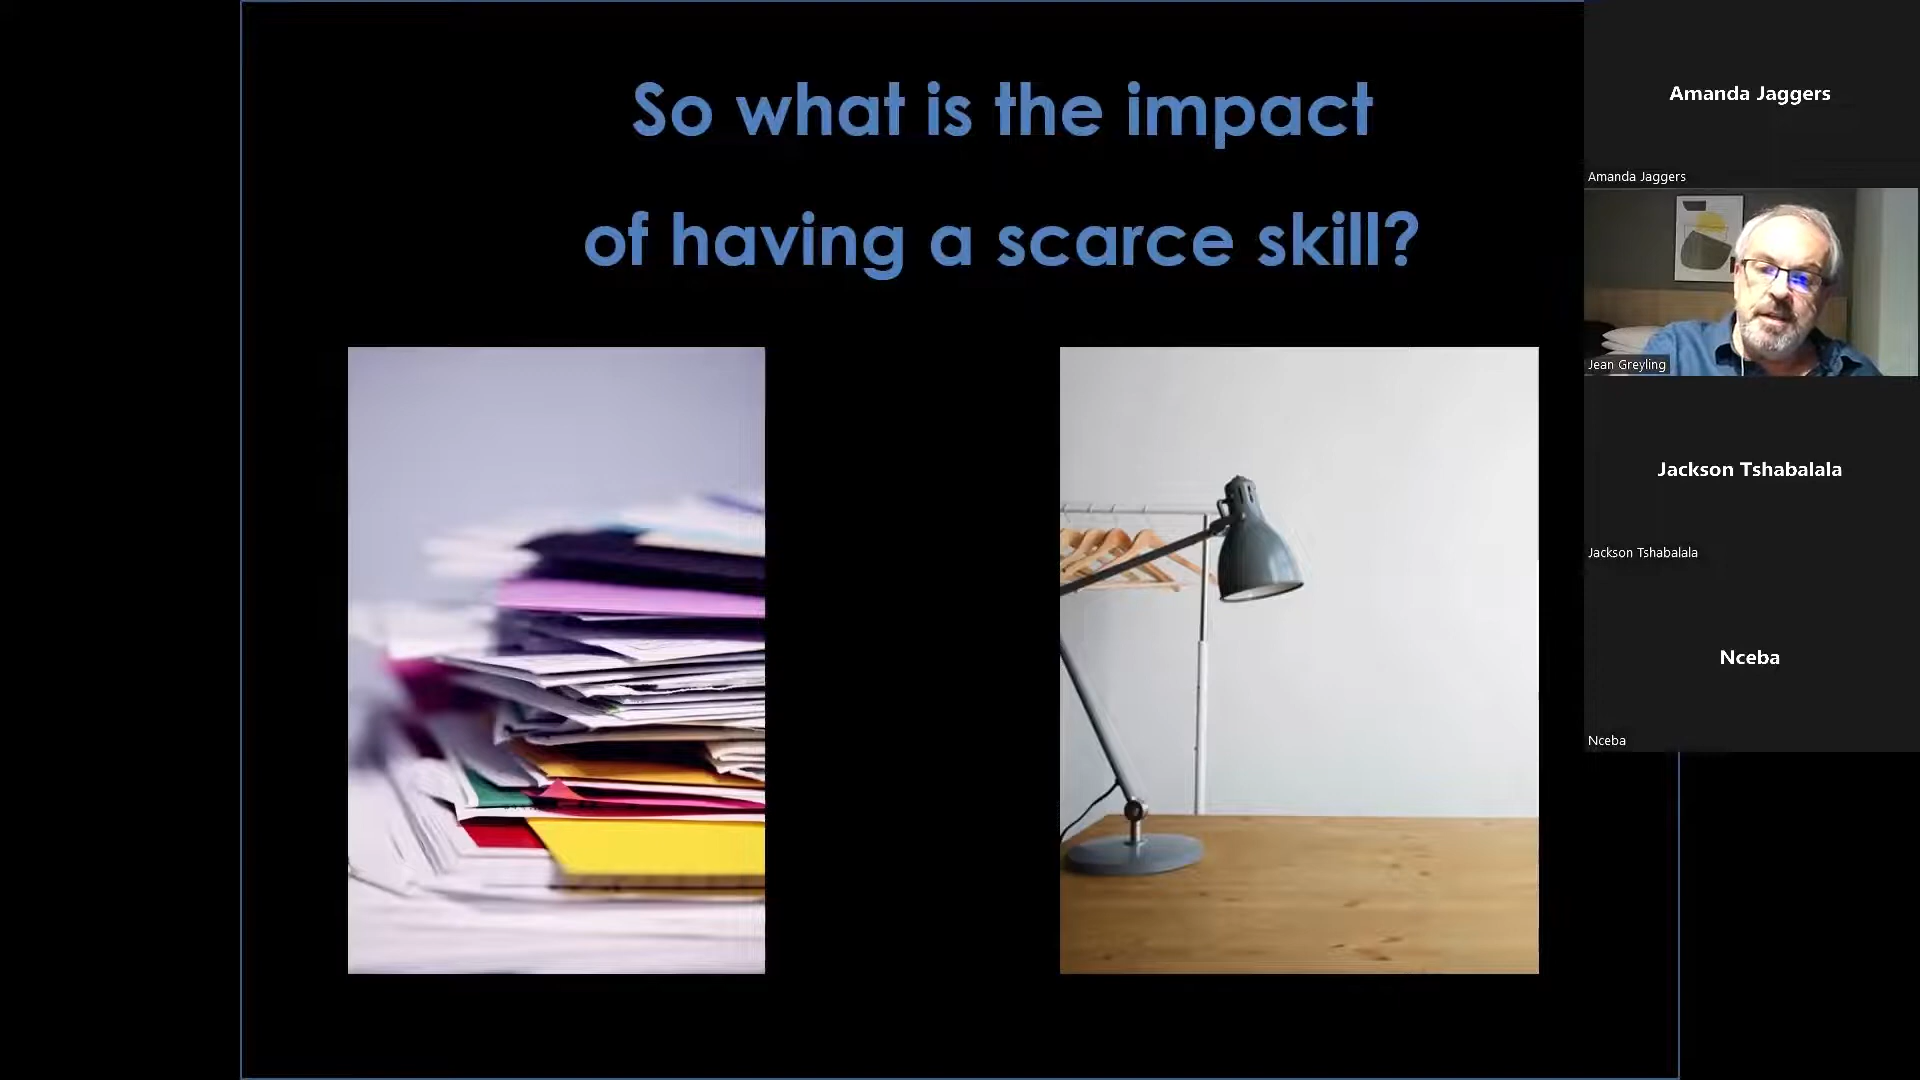 So what is the impact
of having a scarce skill?
Amanda Jaggers
Amanda Jaggers
Jean Greyling
Jackson Tshabalala
Jackson Tshabalala
Nceba
Nceba